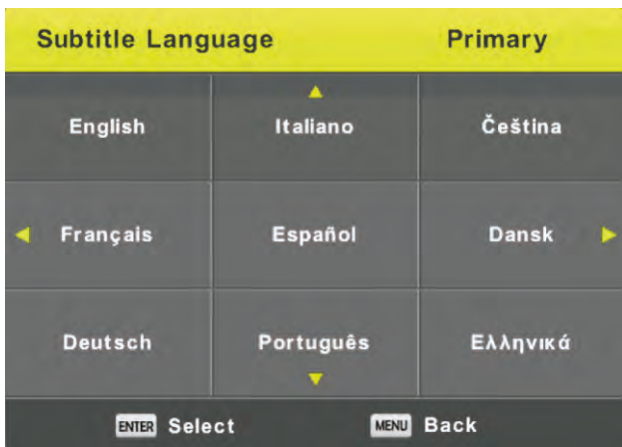 Subtitle Language Primary
English Italiano Čeština
Français Español Dansk
Deutsch Português Ελληνικά
ENTER Select MENU Back